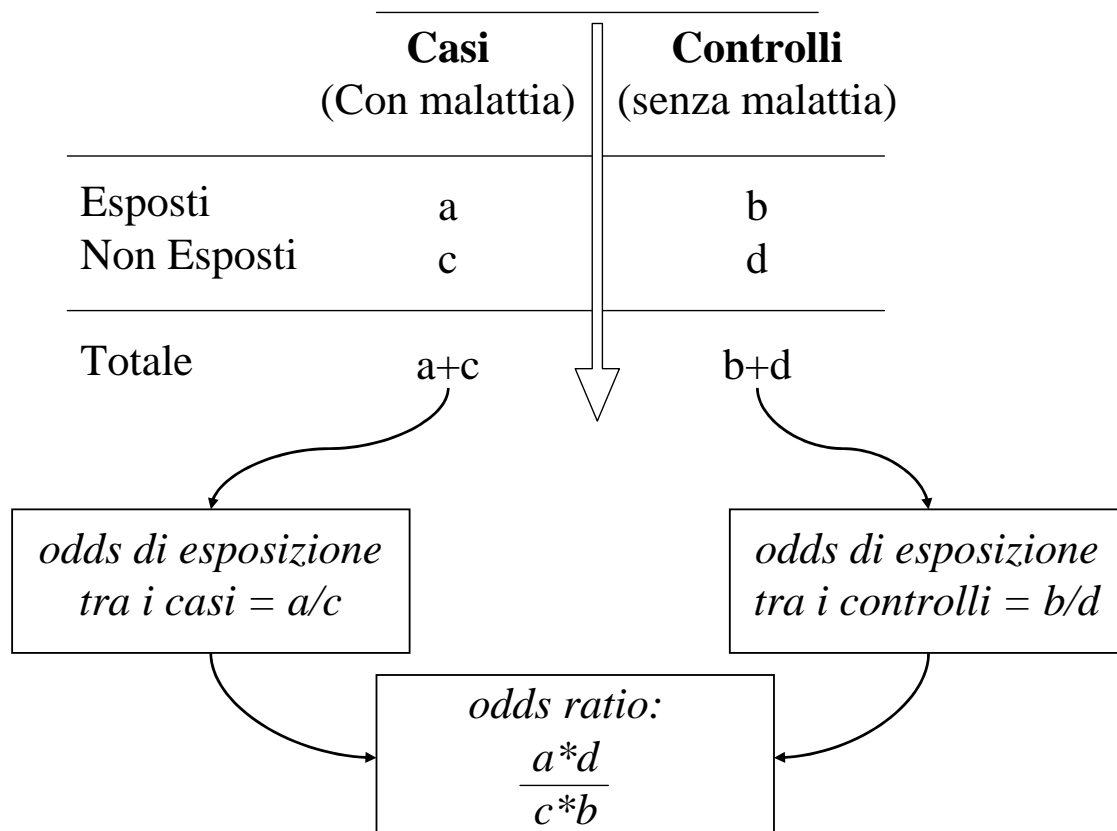 Casi Controlli
(Con malattia) (senza malattia)
Esposti a b
Non Esposti c d
Totale a+c b+d
odds di esposizione
tra i casi = a/c
odds di esposizione
tra i controlli = b/d
odds ratio:
a*d
c*b